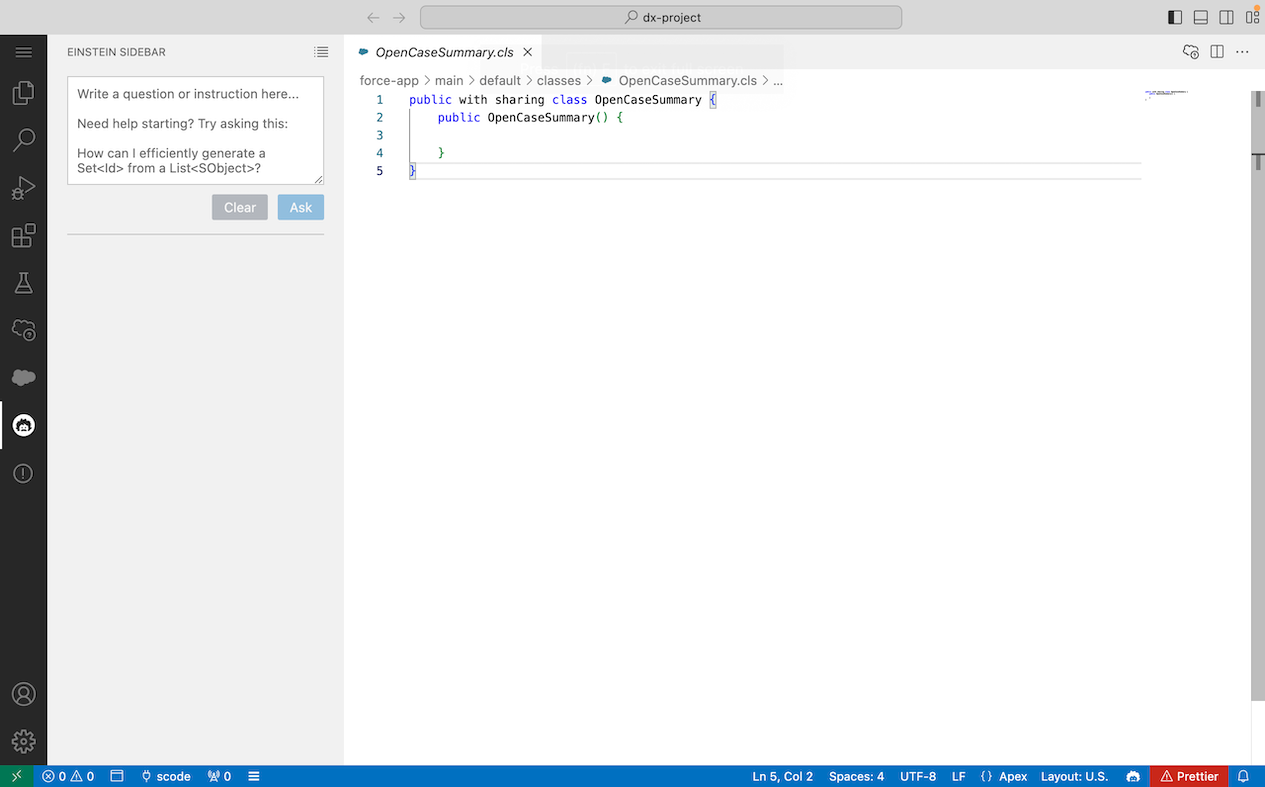 dx-project
EINSTEIN SIDEBAR
Write a question or instruction here...
Need help starting? Try asking this:
How can I efficiently generate a
Set<Id> from a List<SObject>?
Clear
Ask
OpenCaseSummary.cls
force-app > main > default > classes > OpenCaseSummary.cls > ...
1 public with sharing class OpenCaseSummary {
2 public OpenCaseSummary() {
3
4 }
5 }
0 0 scode 0 Ln 5, Col 2 Spaces: 4 UTF-8 LF {} Apex Layout: U.S. Prettier